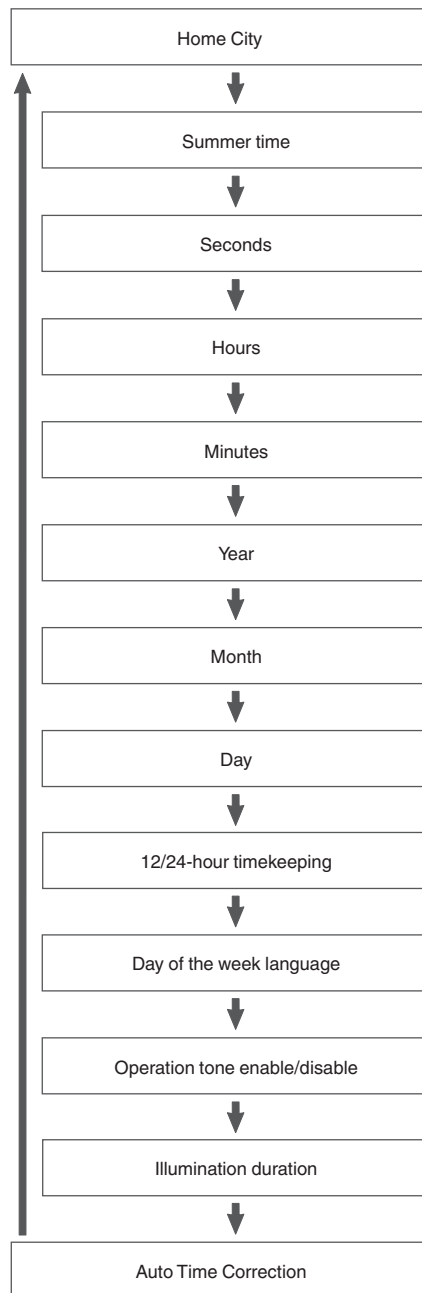 Home City
Summer time
Seconds
Hours
Minutes
Year
Month
Day
12/24-hour timekeeping
Day of the week language
Operation tone enable/disable
Illumination duration
Auto Time Correction